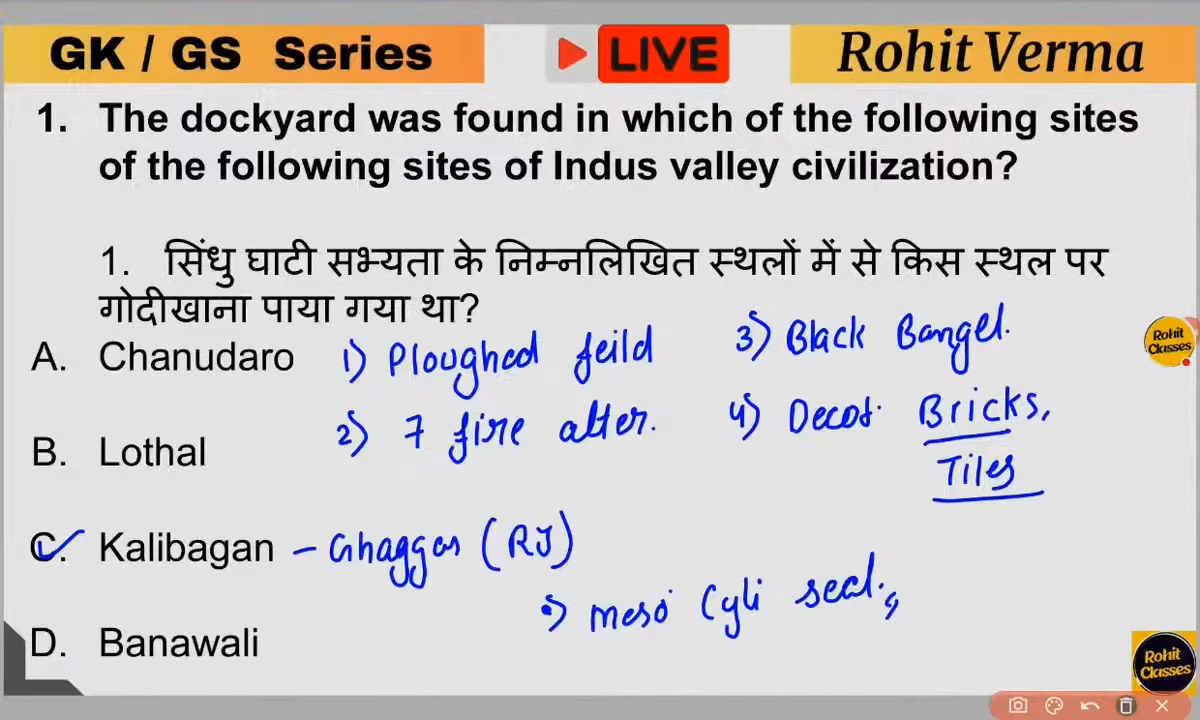 GK / GS Series
LIVE
Rohit Verma
1. The dockyard was found in which of the following sites
of the following sites of Indus valley civilization?
1. सिंधु घाटी सभ्यता के निम्नलिखित स्थलों में से किस स्थल पर
गोदीखाना पाया गया था?
A. Chanudaro
1) Ploughed feild
3) Black Bangel.
2) 7 fire alter.
4) Decot. Bricks,
Tiles
B. Lothal
C. Kalibagan - Ghaggar (RJ)
5) Meso Cyli seal.,
D. Banawali
Rohit
Classes
Rohit
Classes